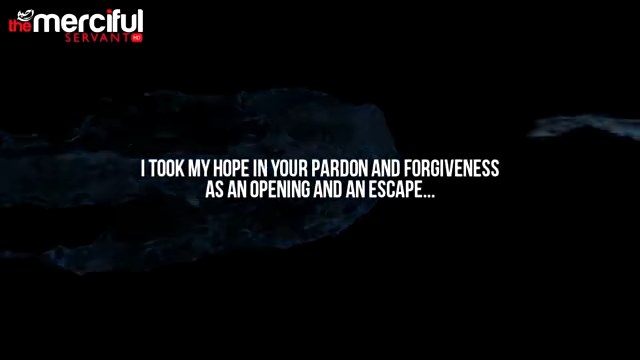 the merciful
SERVANT HD
I TOOK MY HOPE IN YOUR PARDON AND FORGIVENESS
AS AN OPENING AND AN ESCAPE...